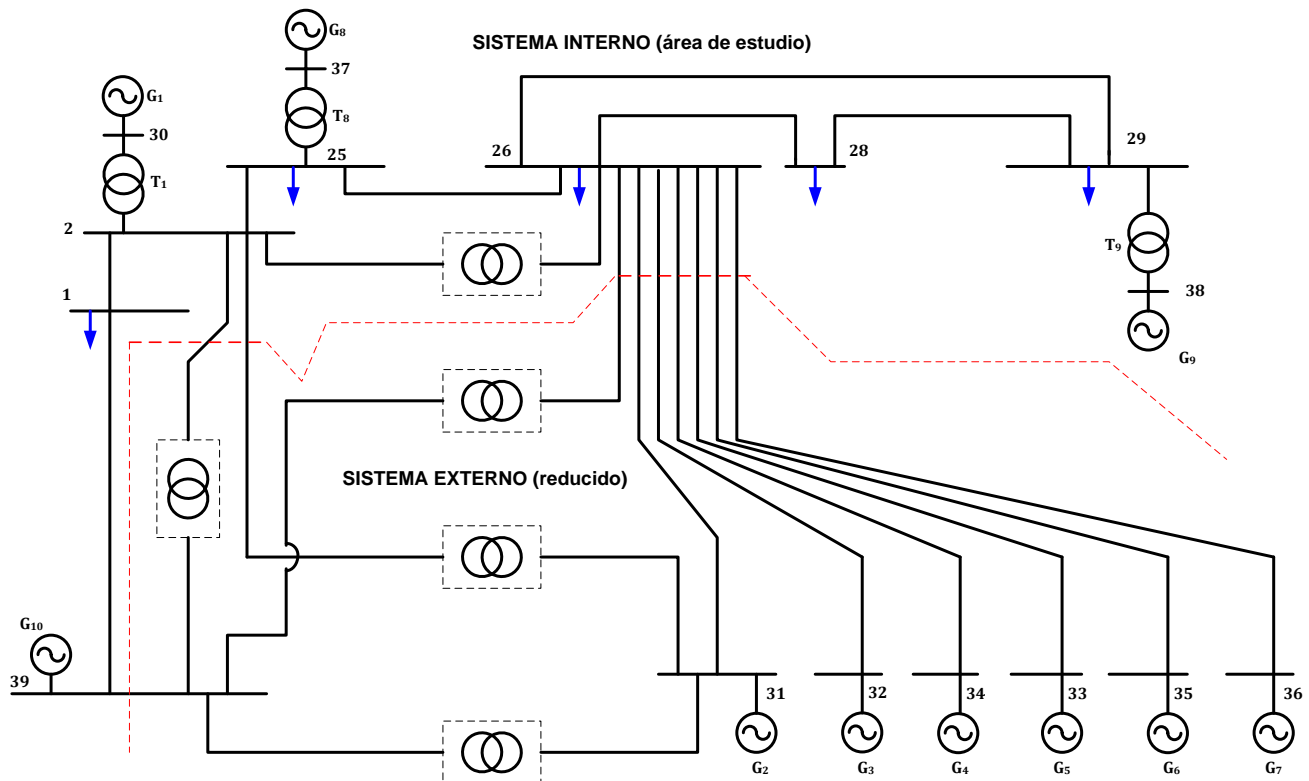 G8
SISTEMA INTERNO (área de estudio)
37
G1
T8
30
26
28
29
25
T1
2
T9
1
38
G9
SISTEMA EXTERNO (reducido)
G10
39
31
32
34
33
35
36
G2
G3
G4
G5
G6
G7